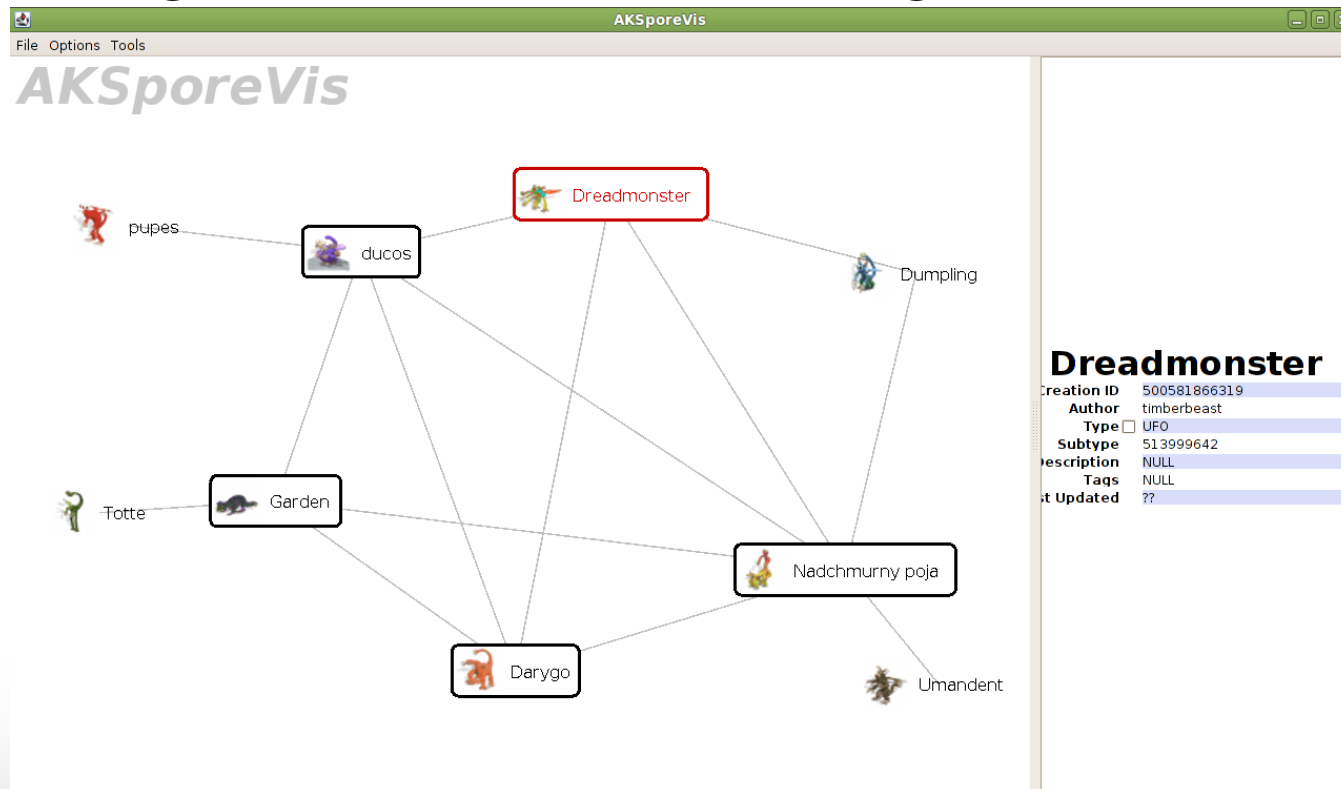 AKSporeVis
File Options Tools
AKSporeVis
Dreadmonster
pupes
ducos
Dumpling
Garden
Totte
Nadchmurny poja
Darygo
Umandent
Dreadmonster
Creation ID 500581866319
Author timberbeast
Type UFO
Subtype 513999642
Description NULL
Tags NULL
st Updated ??